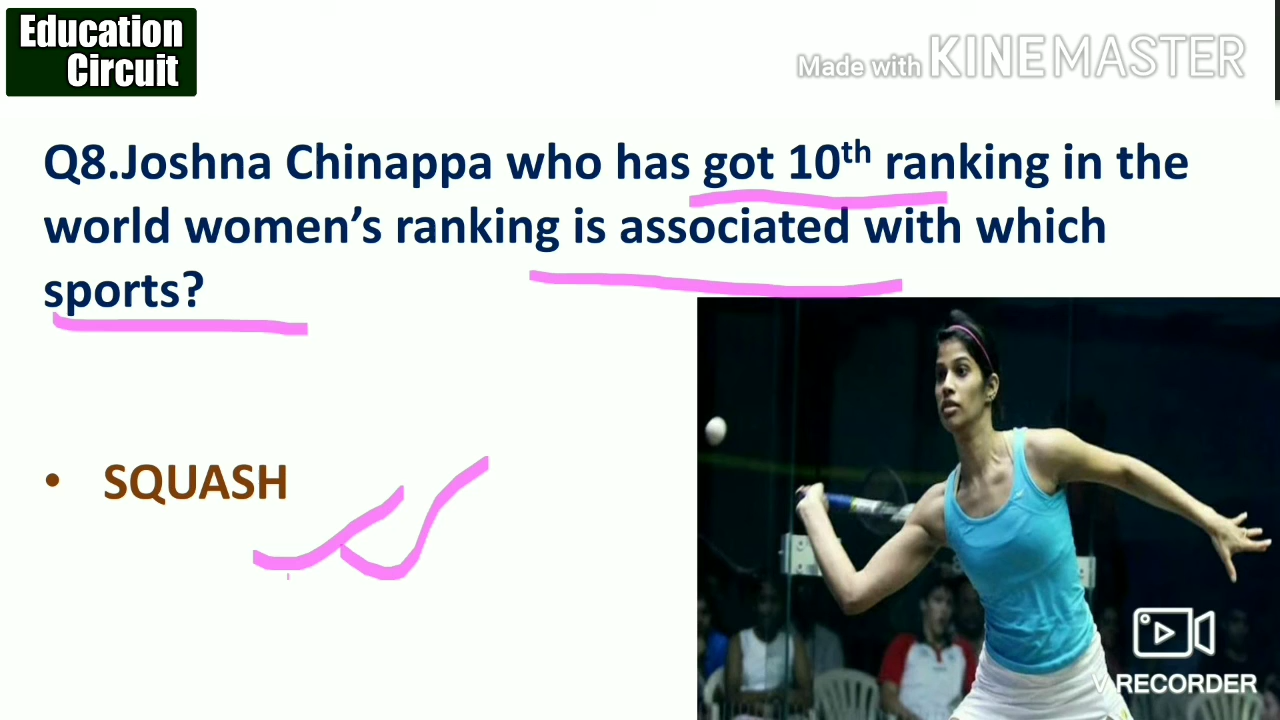 Education
Circuit
Made with KINEMASTER
Q8.Joshna Chinappa who has got 10th ranking in the
world women’s ranking is associated with which
sports?
• SQUASH
V RECORDER